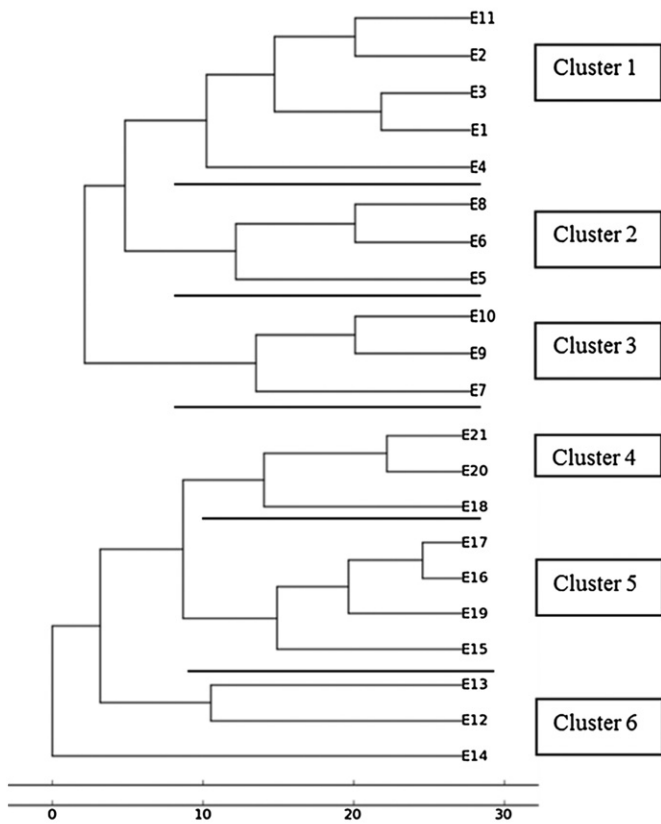 E11
E2
Cluster 1
E3
E1
E4
E8
Cluster 2
E6
E5
E10
Cluster 3
E9
E7
E21
Cluster 4
E20
E18
E17
Cluster 5
E16
E19
E15
E13
Cluster 6
E12
E14
0 10 20 30